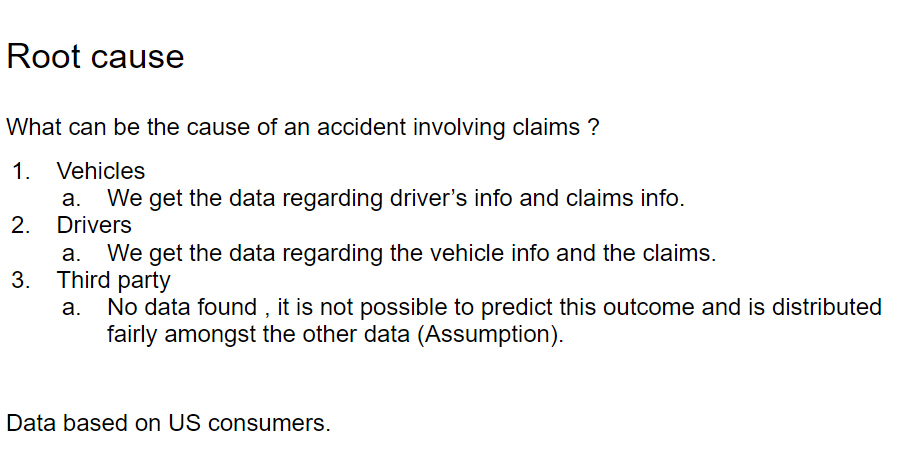 Root cause
What can be the cause of an accident involving claims ?
1. Vehicles
a. We get the data regarding driver's info and claims info.
2. Drivers
a. We get the data regarding the vehicle info and the claims.
3. Third party
a. No data found , it is not possible to predict this outcome and is distributed
fairly amongst the other data (Assumption).
Data based on US consumers.